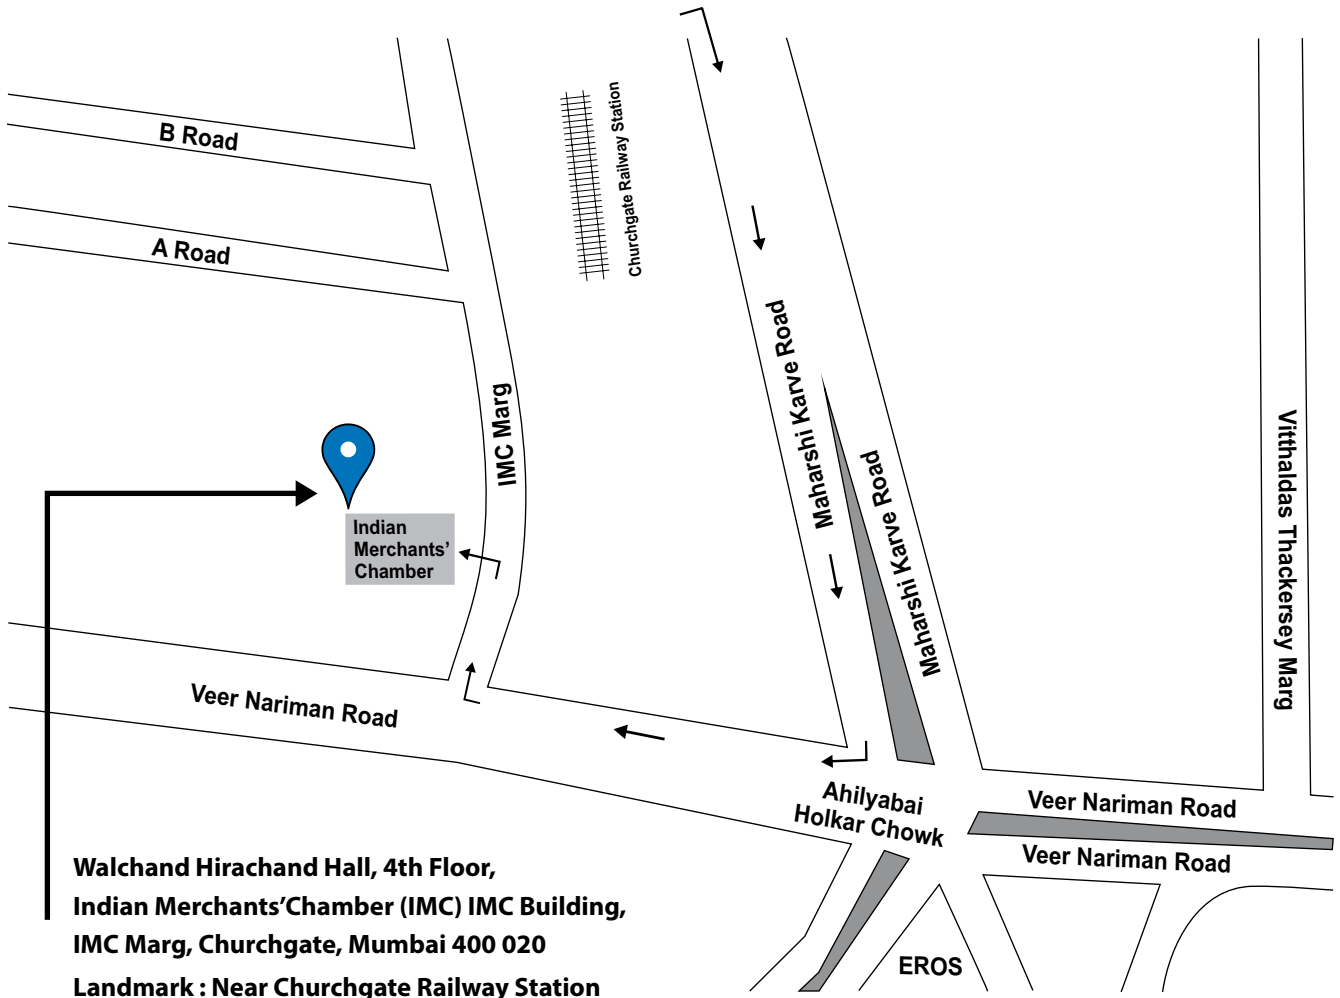 B Road
A Road
Churchgate Railway Station
IMC Marg
Maharshi Karve Road
Maharshi Karve Road
Vitthaldas Thackersey Marg
Indian
Merchants’
Chamber
Veer Nariman Road
Ahilyabai
Holkar Chowk
Veer Nariman Road
Veer Nariman Road
EROS
Walchand Hirachand Hall, 4th Floor,
Indian Merchants’Chamber (IMC) IMC Building,
IMC Marg, Churchgate, Mumbai 400 020
Landmark : Near Churchgate Railway Station